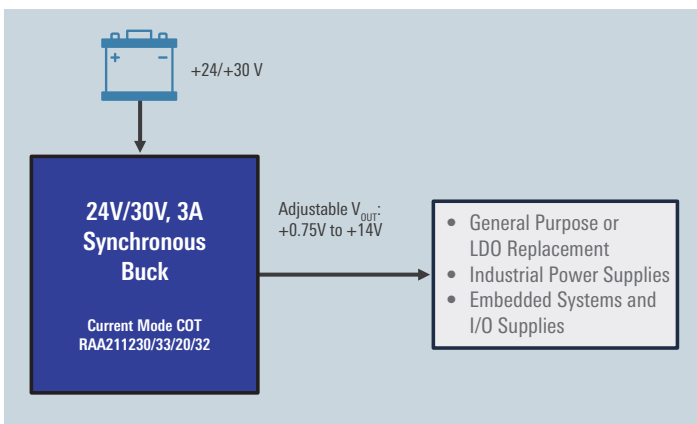 + −
+24/+30 V
24V/30V, 3A
Synchronous
Buck
Current Mode COT
RAA211230/33/20/32
Adjustable VOUT:
+0.75V to +14V
• General Purpose or
LDO Replacement
• Industrial Power Supplies
• Embedded Systems and
I/O Supplies